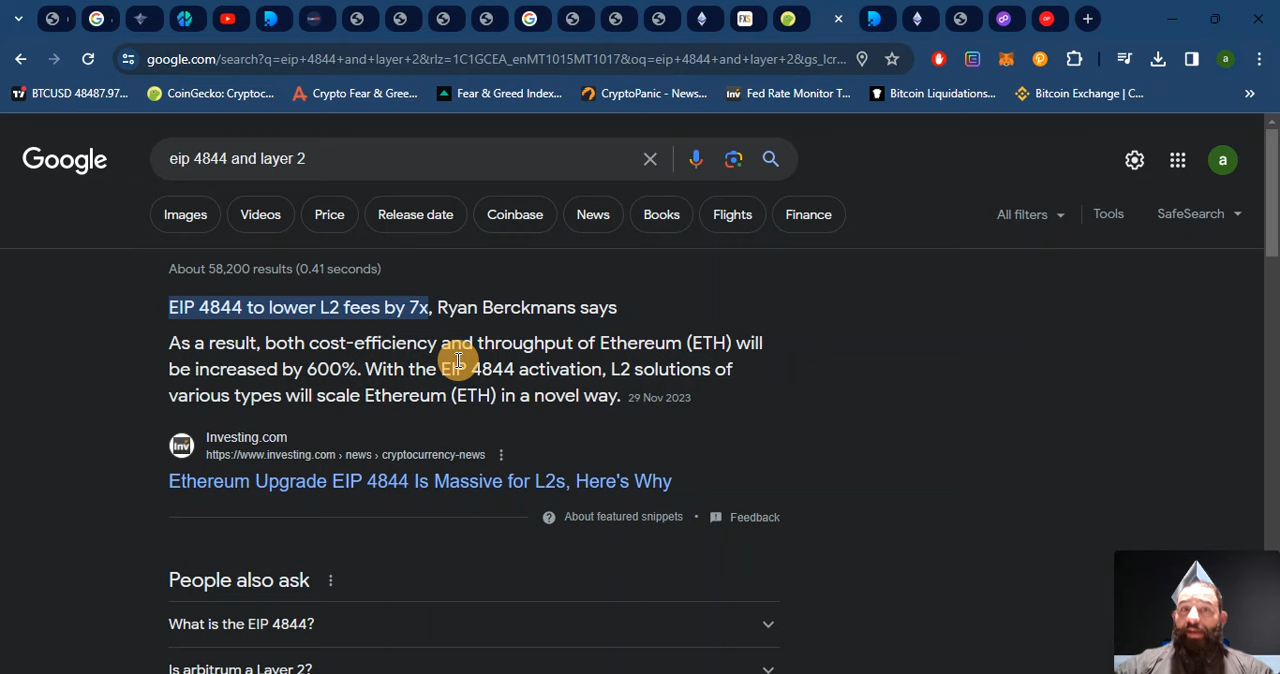 google.com/search?q=eip+4844+and+layer+2&rlz=1C1GCEA_enMT1015MT1017&oq=eip+4844+and+layer+2&gs_lcr...
a
BTCUSD 48487.97...
CoinGecko: Cryptoc...
Crypto Fear & Gree...
Fear & Greed Index...
CryptoPanic - News...
Fed Rate Monitor T...
Bitcoin Liquidations...
Bitcoin Exchange | C...
Google
eip 4844 and layer 2
a
Images
Videos
Price
Release date
Coinbase
News
Books
Flights
Finance
All filters
Tools
SafeSearch
About 58,200 results (0.41 seconds)
EIP 4844 to lower L2 fees by 7x, Ryan Berckmans says
As a result, both cost-efficiency and throughput of Ethereum (ETH) will
be increased by 600%. With the EIP 4844 activation, L2 solutions of
various types will scale Ethereum (ETH) in a novel way. 29 Nov 2023
Inv
Investing.com
https://www.investing.com › news › cryptocurrency-news
Ethereum Upgrade EIP 4844 Is Massive for L2s, Here's Why
About featured snippets • Feedback
People also ask
What is the EIP 4844?
Is arbitrum a Layer 2?